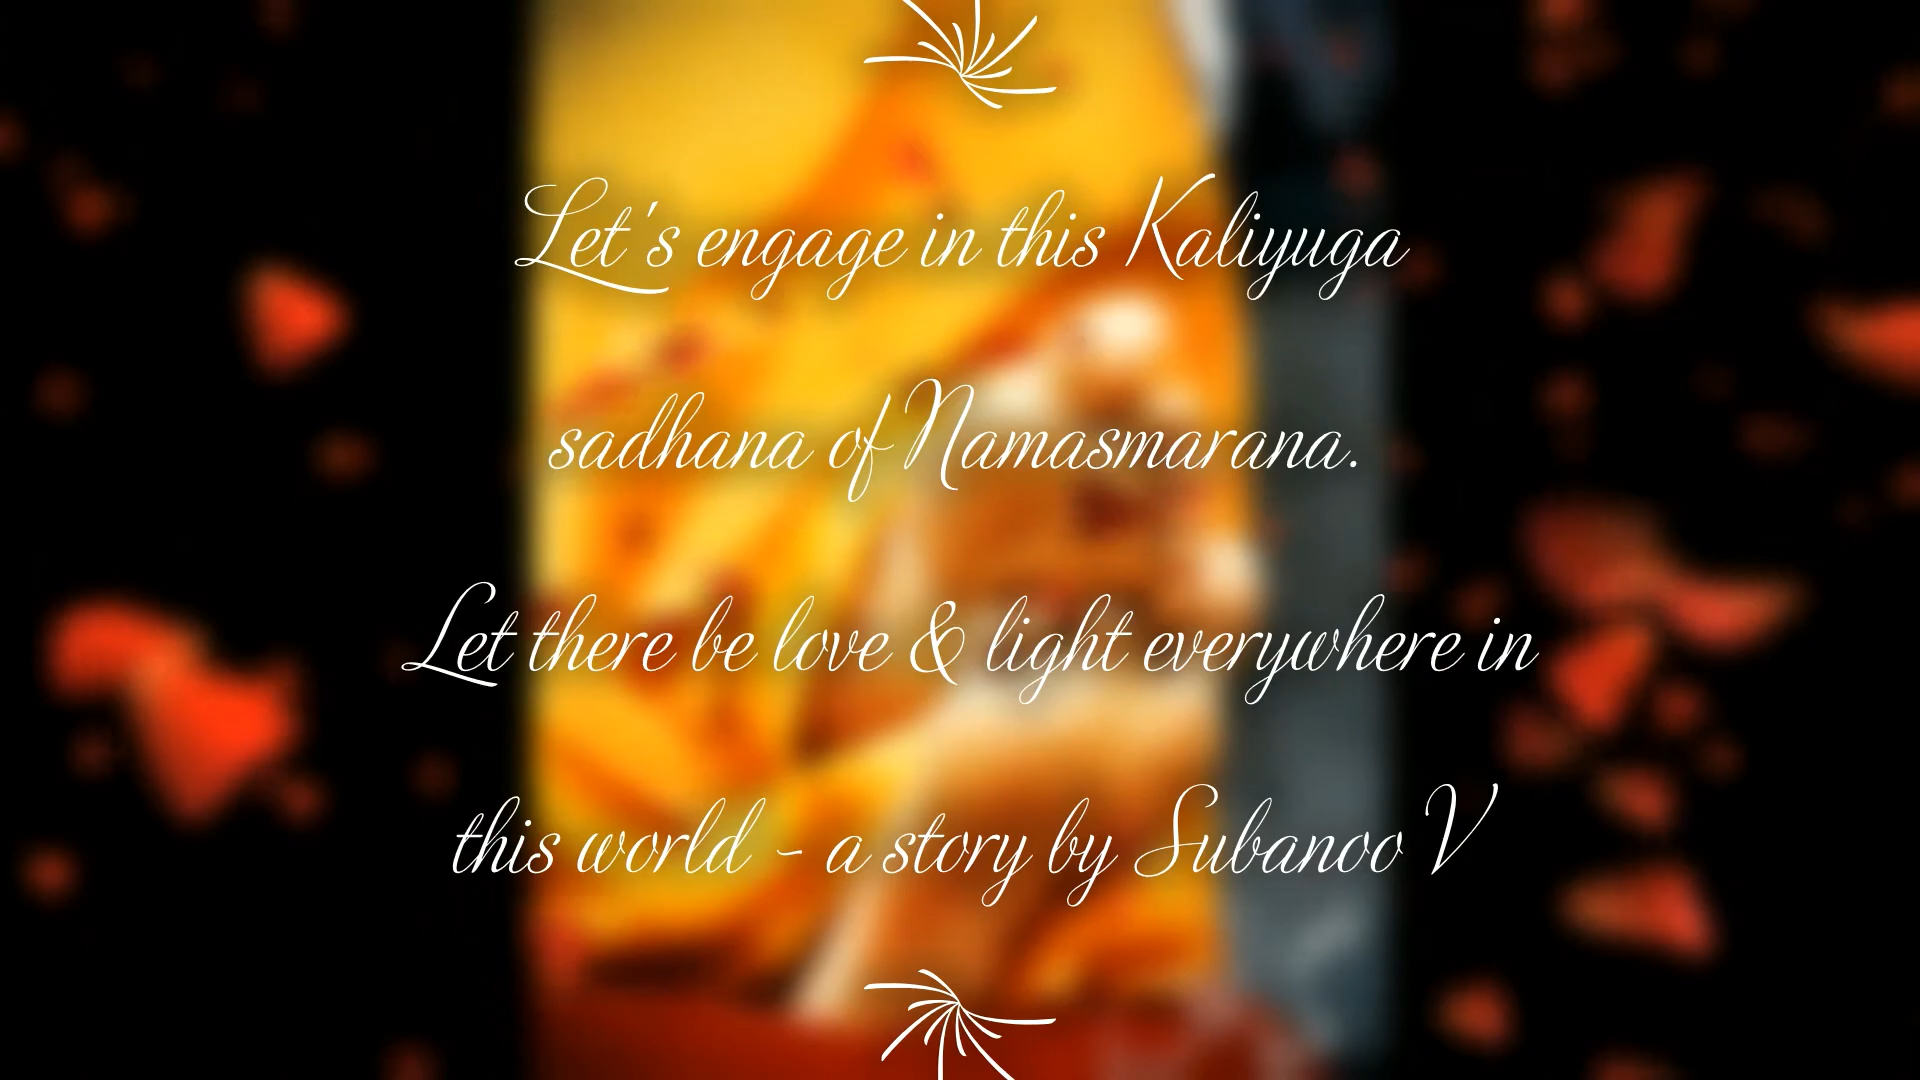 Let's engage in this Kaliyuga
sadhana of Namasmarana.
Let there be love & light everywhere in
this world - a story by Subanoo V